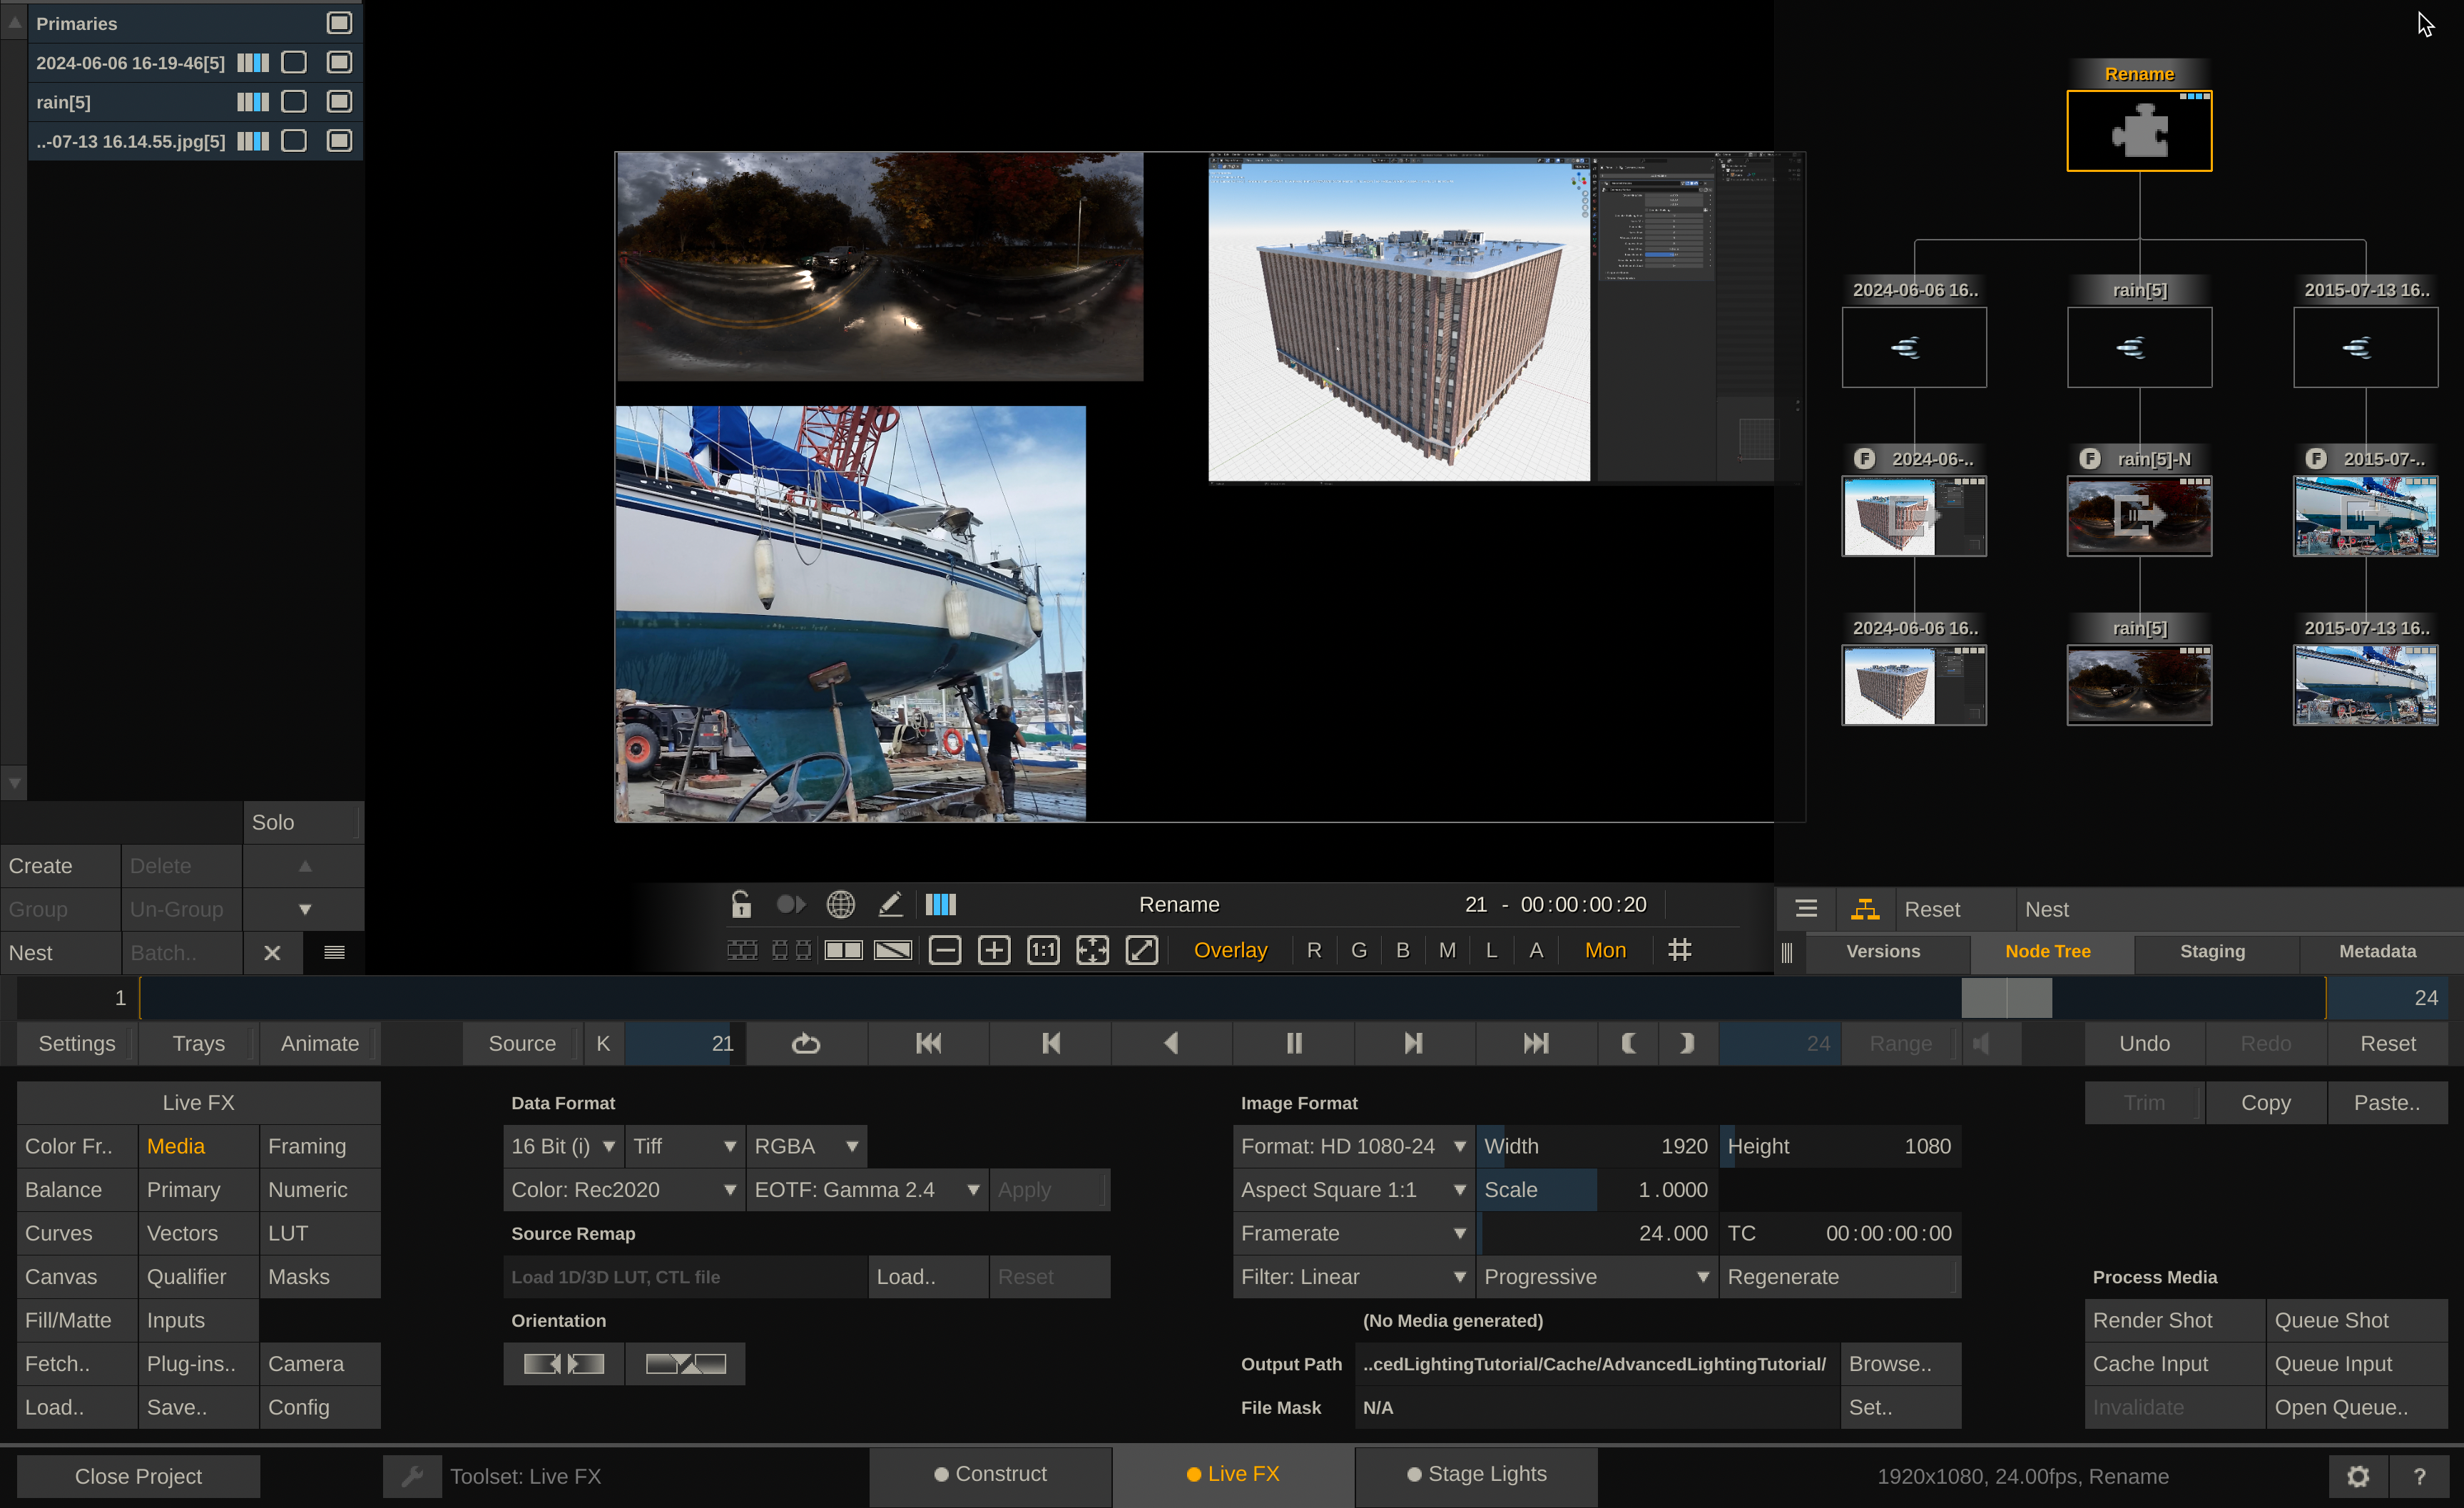 Primaries
2024-06-06 16-19-46[5]
rain[5]
..-07-13 16.14.55.jpg[5]
Solo
Create Delete
Group Un-Group
Nest Batch..
Rename
2024-06-06 16.. rain[5] 2015-07-13 16..
F 2024-06-.. F rain[5]-N F 2015-07-..
2024-06-06 16.. rain[5] 2015-07-13 16..
Rename 21 - 00:00:00:20
1:1 Overlay R G B M L A Mon
Reset Nest
Versions Node Tree Staging Metadata
1 24
Settings Trays Animate Source K 21 24 Range Undo Redo Reset
Live FX
Color Fr.. Media Framing
Balance Primary Numeric
Curves Vectors LUT
Canvas Qualifier Masks
Fill/Matte Inputs
Fetch.. Plug-ins.. Camera
Load.. Save.. Config
Data Format
16 Bit (i) Tiff RGBA
Color: Rec2020 EOTF: Gamma 2.4 Apply
Source Remap
Load 1D/3D LUT, CTL file Load.. Reset
Orientation
Image Format
Format: HD 1080-24 Width 1920 Height 1080
Aspect Square 1:1 Scale 1.0000
Framerate 24.000 TC 00:00:00:00
Filter: Linear Progressive Regenerate
(No Media generated)
Output Path ..cedLightingTutorial/Cache/AdvancedLightingTutorial/ Browse..
File Mask N/A Set..
Trim Copy Paste..
Process Media
Render Shot Queue Shot
Cache Input Queue Input
Invalidate Open Queue..
Close Project Toolset: Live FX Construct Live FX Stage Lights 1920x1080, 24.00fps, Rename ?